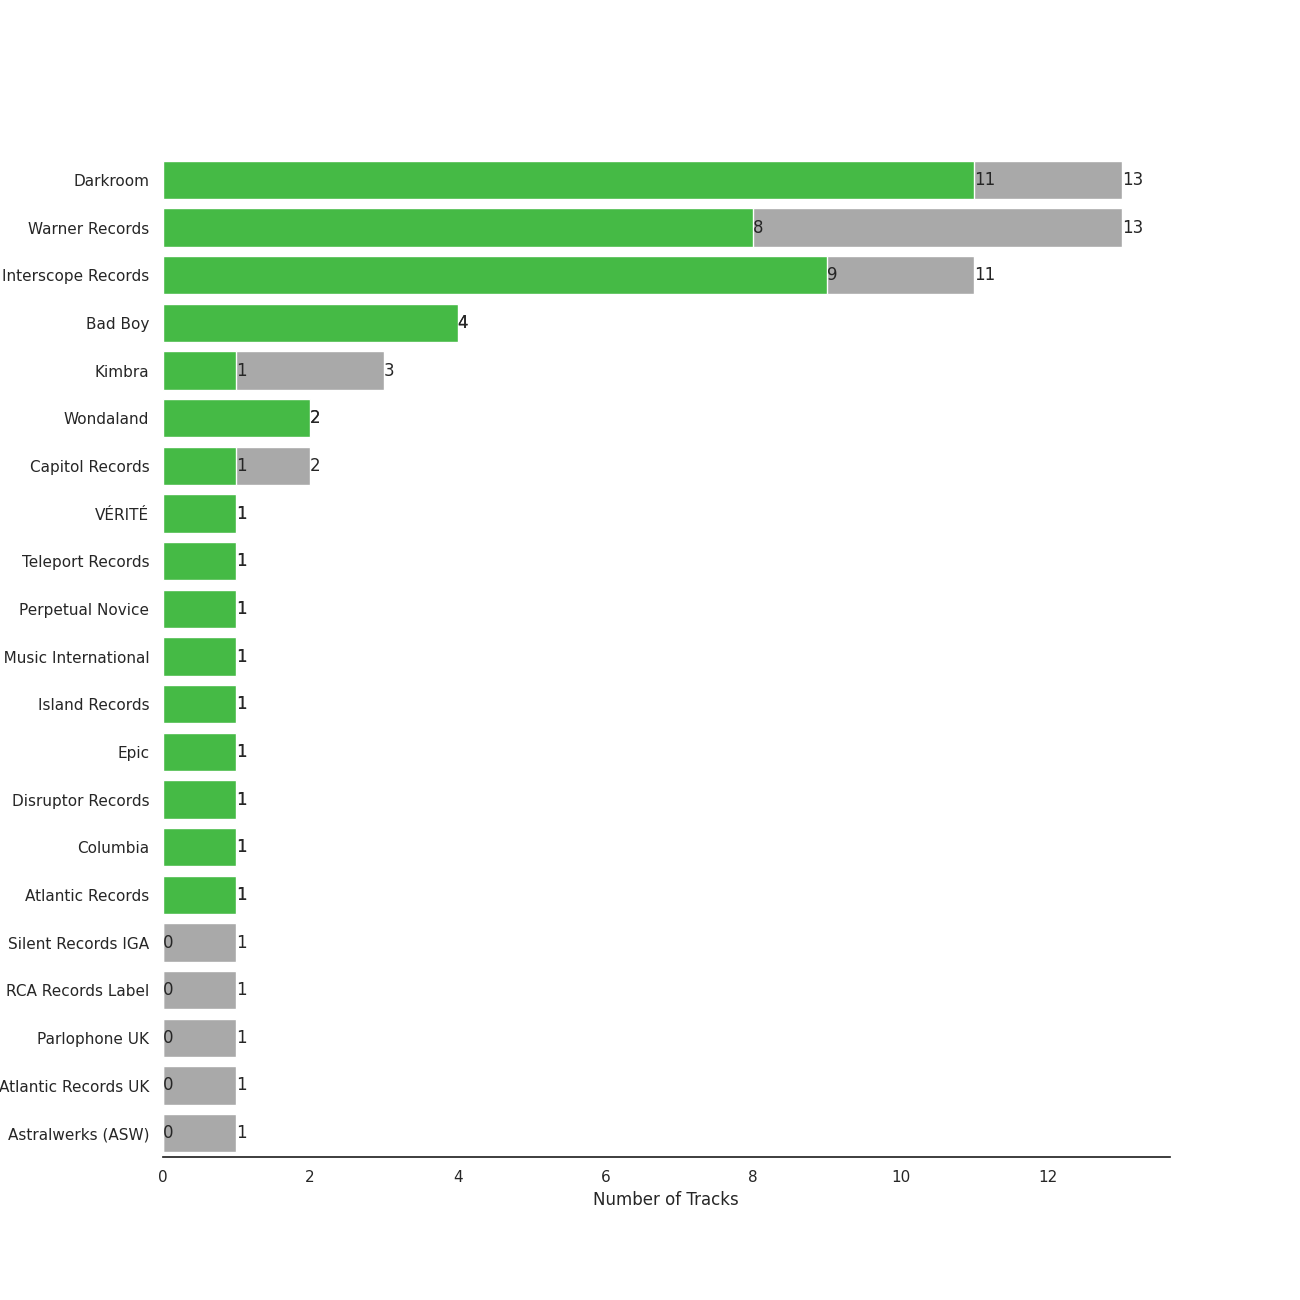 Darkroom 11 13
Warner Records 8 13
Interscope Records 9 11
Bad Boy 4
Kimbra 1 3
Wondaland 2
Capitol Records 1 2
VÉRITÉ 1
Teleport Records 1
Perpetual Novice 1
Music International 1
Island Records 1
Epic 1
Disruptor Records 1
Columbia 1
Atlantic Records 1
Silent Records IGA 0 1
RCA Records Label 0 1
Parlophone UK 0 1
Atlantic Records UK 0 1
Astralwerks (ASW) 0 1
0 2 4 6 8 10 12
Number of Tracks